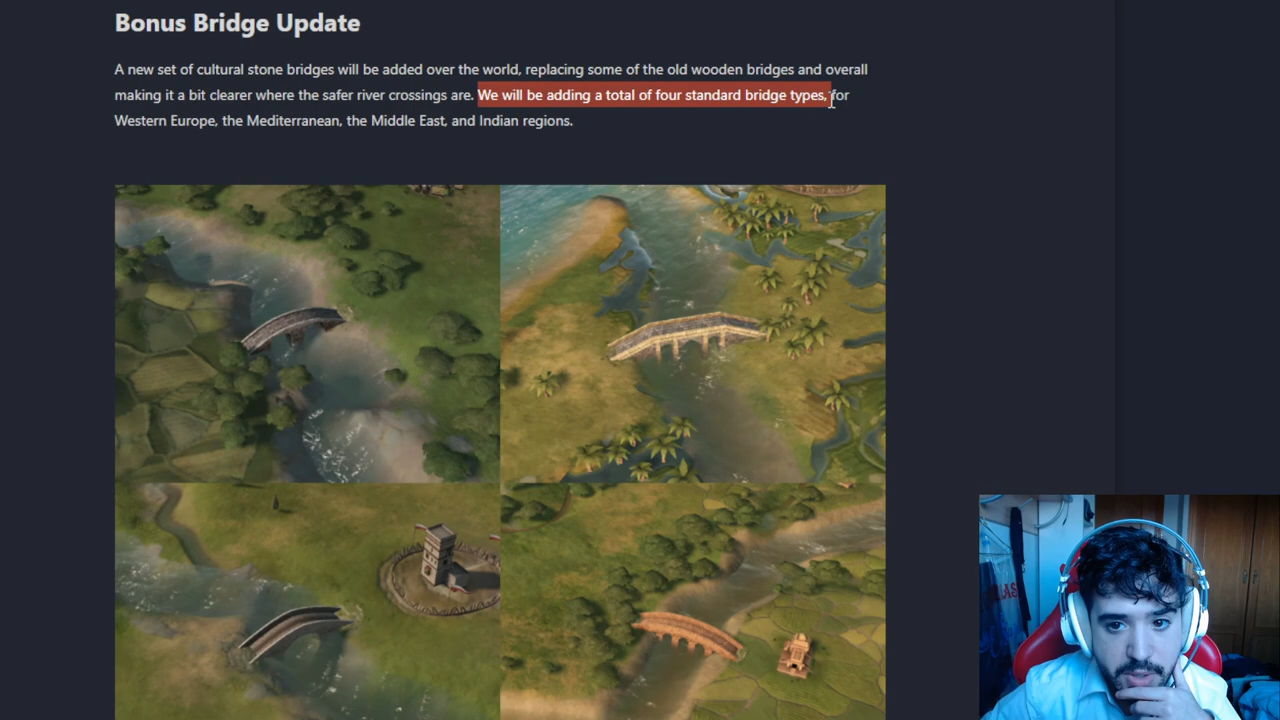 Bonus Bridge Update
A new set of cultural stone bridges will be added over the world, replacing some of the old wooden bridges and overall
making it a bit clearer where the safer river crossings are. We will be adding a total of four standard bridge types, for
Western Europe, the Mediterranean, the Middle East, and Indian regions.